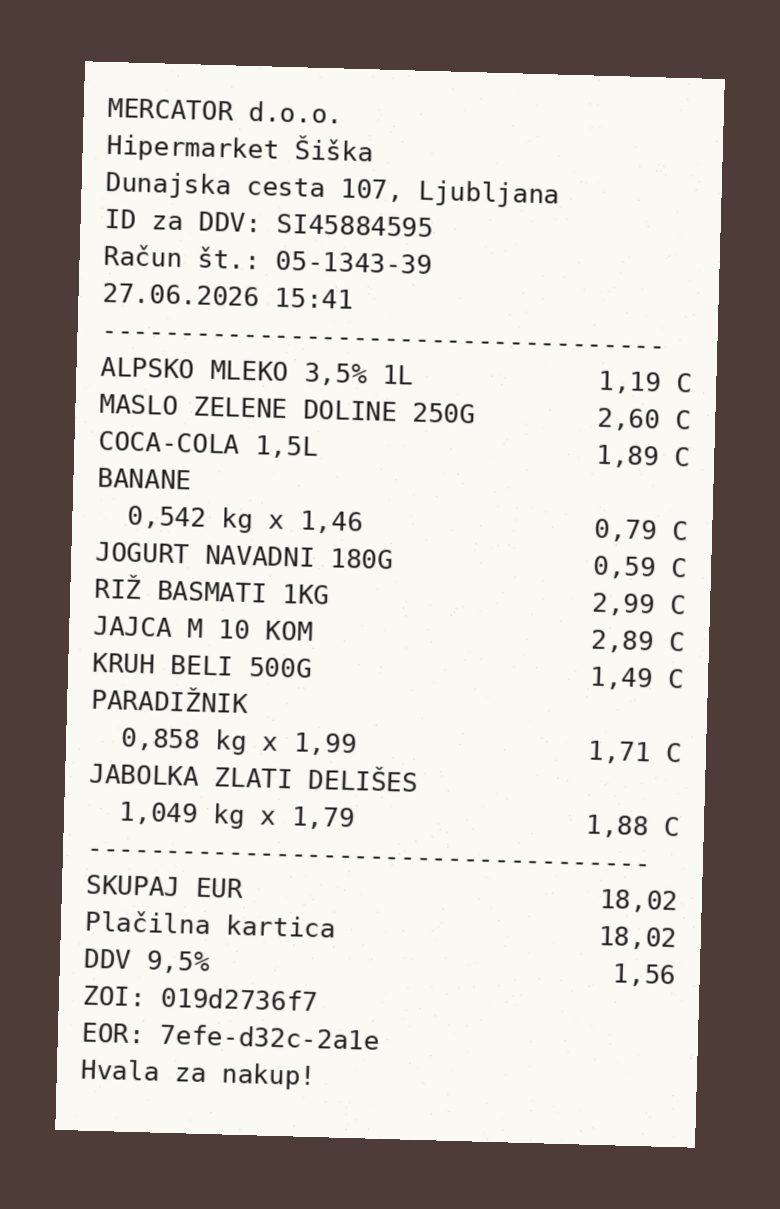 MERCATOR d.o.o.
Hipermarket Šiška
Dunajska cesta 107, Ljubljana
ID za DDV: SI45884595
Račun št.: 05-1343-39
27.06.2026 15:41
------------------------------------
ALPSKO MLEKO 3,5% 1L 1,19 C
MASLO ZELENE DOLINE 250G 2,60 C
COCA-COLA 1,5L 1,89 C
BANANE
0,542 kg x 1,46 0,79 C
JOGURT NAVADNI 180G 0,59 C
RIŽ BASMATI 1KG 2,99 C
JAJCA M 10 KOM 2,89 C
KRUH BELI 500G 1,49 C
PARADIŽNIK
0,858 kg x 1,99 1,71 C
JABOLKA ZLATI DELIŠES
1,049 kg x 1,79 1,88 C
------------------------------------
SKUPAJ EUR 18,02
Plačilna kartica 18,02
DDV 9,5% 1,56
ZOI: 019d2736f7
EOR: 7efe-d32c-2a1e
Hvala za nakup!